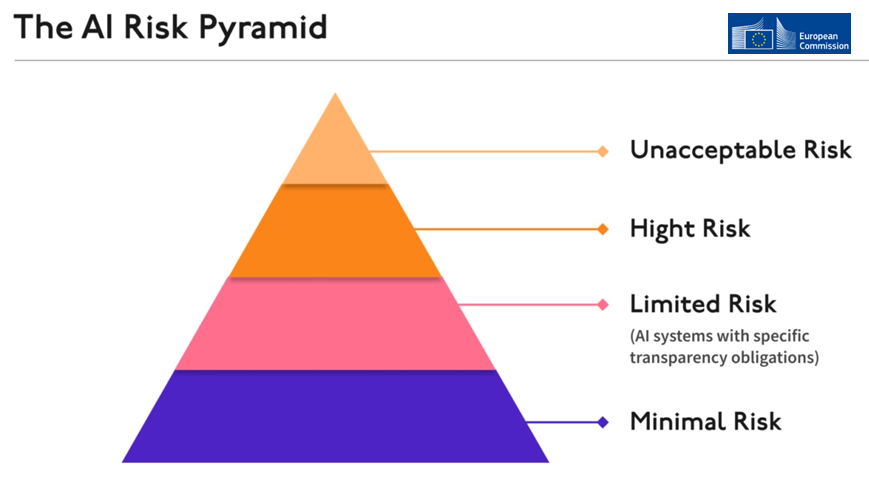 The AI Risk Pyramid
European
Commission
Unacceptable Risk
Hight Risk
Limited Risk
(AI systems with specific
transparency obligations)
Minimal Risk